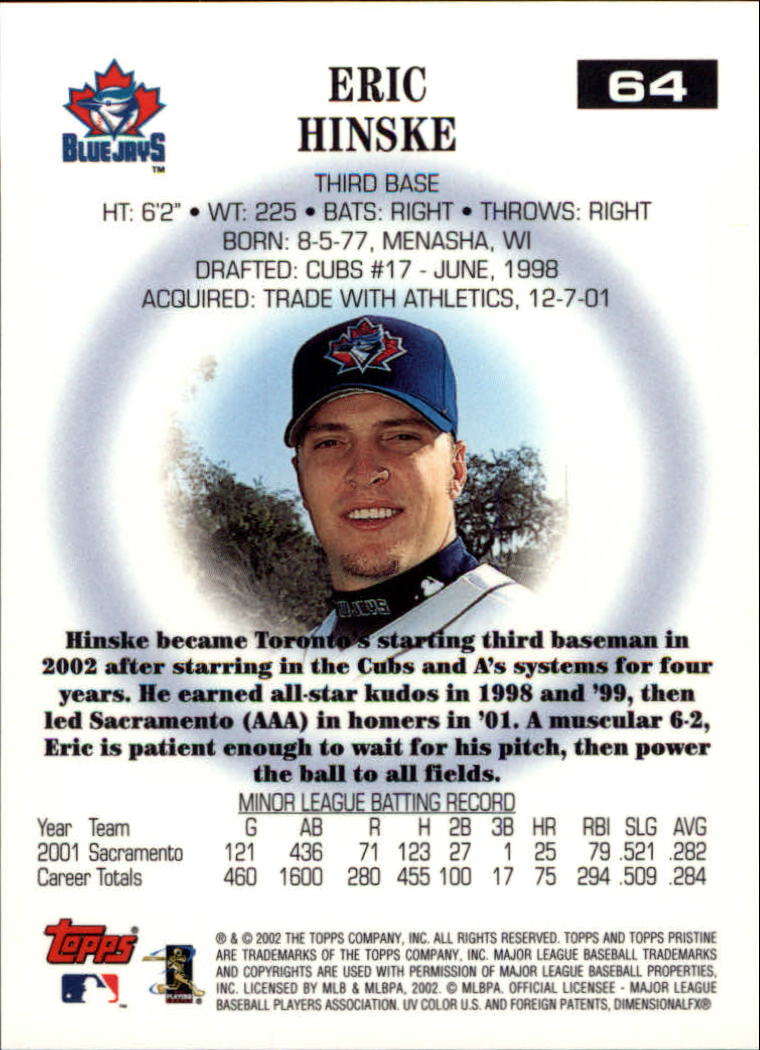 BLUE JAYS
TM
ERIC
HINSKE
64
THIRD BASE
HT: 6'2" • WT: 225 • BATS: RIGHT • THROWS: RIGHT
BORN: 8-5-77, MENASHA, WI
DRAFTED: CUBS #17 - JUNE, 1998
ACQUIRED: TRADE WITH ATHLETICS, 12-7-01
Hinske became Toronto's starting third baseman in
2002 after starring in the Cubs and A's systems for four
years. He earned all-star kudos in 1998 and '99, then
led Sacramento (AAA) in homers in '01. A muscular 6-2,
Eric is patient enough to wait for his pitch, then power
the ball to all fields.
MINOR LEAGUE BATTING RECORD
Year Team G AB R H 2B 3B HR RBI SLG AVG
2001 Sacramento 121 436 71 123 27 1 25 79 .521 .282
Career Totals 460 1600 280 455 100 17 75 294 .509 .284
Topps®
PLAYERS
® & © 2002 THE TOPPS COMPANY, INC. ALL RIGHTS RESERVED. TOPPS AND TOPPS PRISTINE
ARE TRADEMARKS OF THE TOPPS COMPANY, INC. MAJOR LEAGUE BASEBALL TRADEMARKS
AND COPYRIGHTS ARE USED WITH PERMISSION OF MAJOR LEAGUE BASEBALL PROPERTIES,
INC. LICENSED BY MLB & MLBPA, 2002. © MLBPA. OFFICIAL LICENSEE - MAJOR LEAGUE
BASEBALL PLAYERS ASSOCIATION. UV COLOR U.S. AND FOREIGN PATENTS, DIMENSIONALFX®